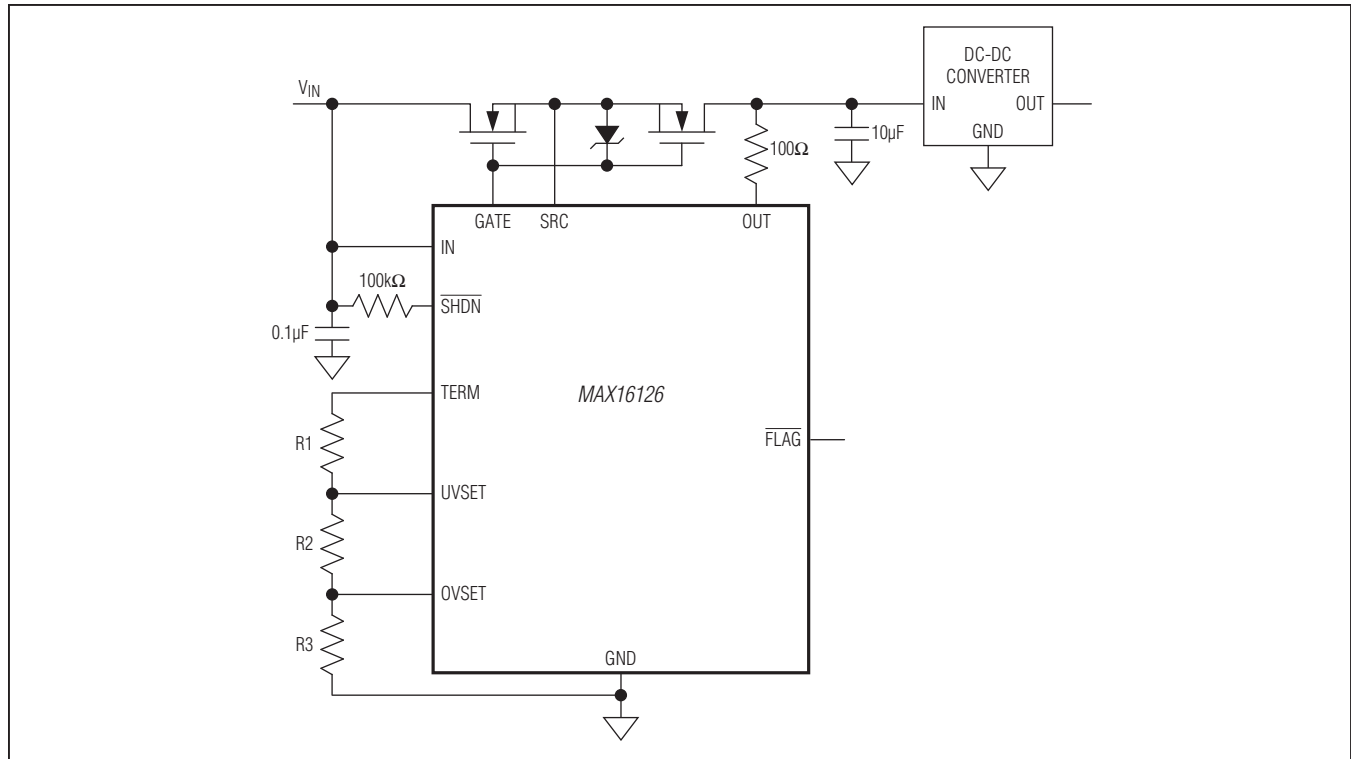 DC-DC
CONVERTER
IN
OUT
GND
VIN
10µF
100Ω
GATE
SRC
OUT
IN
100kΩ
SHDN
0.1µF
TERM
MAX16126
R1
FLAG
UVSET
R2
OVSET
R3
GND